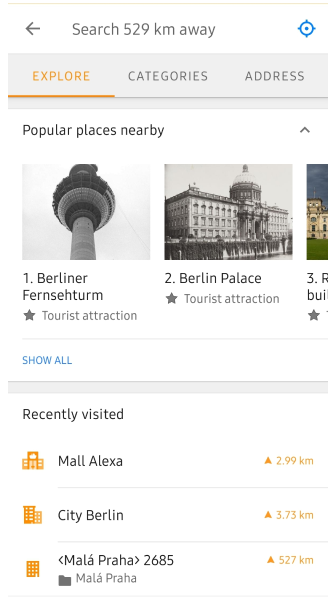 Search 529 km away
EXPLORE CATEGORIES ADDRESS
Popular places nearby
1. Berliner
Fernsehturm
Tourist attraction
2. Berlin Palace
Tourist attraction
3. R
bui
SHOW ALL
Recently visited
Mall Alexa
2.99 km
City Berlin
3.73 km
<Malá Praha> 2685
527 km
Malá Praha